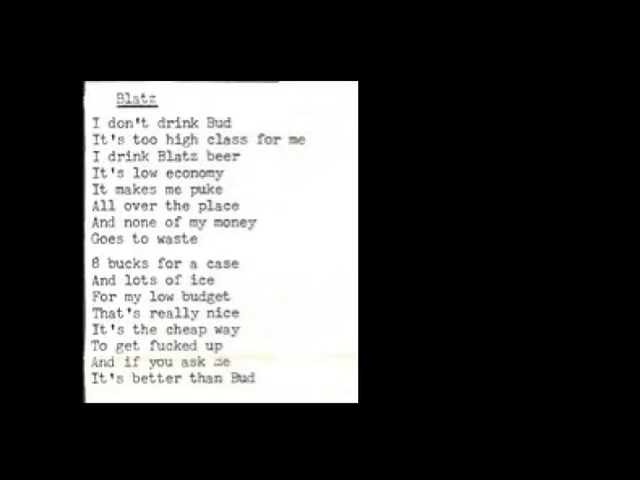 Blatz
I don't drink Bud
It's too high class for me
I drink Blatz beer
It's low economy
It makes me puke
All over the place
And none of my money
Goes to waste
8 bucks for a case
And lots of ice
For my low budget
That's really nice
It's the cheap way
To get fucked up
And if you ask me
It's better than Bud